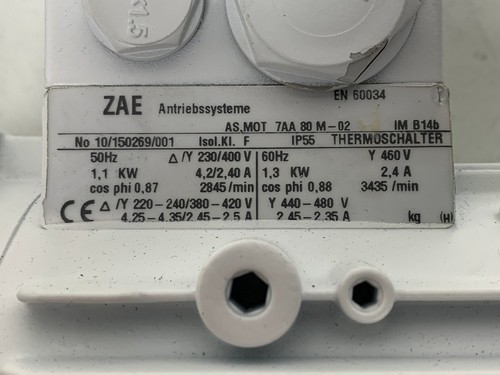 x1.5
ZAE Antriebssysteme EN 60034
AS,MOT 7AA 80 M-02 IM B14b
No 10/150269/001 Isol.Kl. F IP55 THERMOSCHALTER
50Hz Δ/Y 230/400 V 60Hz Y 460 V
1,1 KW 4,2/2,40 A 1,3 KW 2,4 A
cos phi 0,87 2845/min cos phi 0,88 3435/min
CE Δ/Y 220-240/380-420 V Y 440-480 V
4,25-4,35/2,45-2,5 A 2,45-2,35 A kg (H)